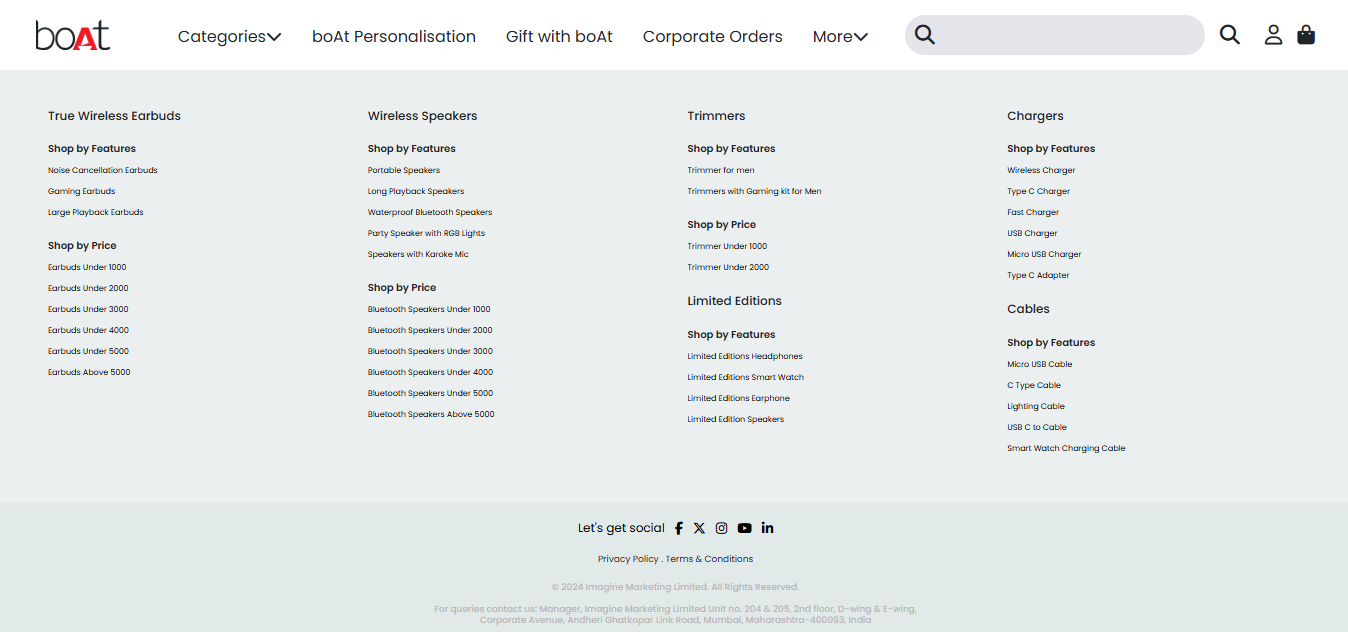 boAt
Categories
boAt Personalisation
Gift with boAt
Corporate Orders
More
True Wireless Earbuds
Shop by Features
Noise Cancellation Earbuds
Gaming Earbuds
Large Playback Earbuds
Shop by Price
Earbuds Under 1000
Earbuds Under 2000
Earbuds Under 3000
Earbuds Under 4000
Earbuds Under 5000
Earbuds Above 5000
Wireless Speakers
Shop by Features
Portable Speakers
Long Playback Speakers
Waterproof Bluetooth Speakers
Party Speaker with RGB Lights
Speakers with Karoke Mic
Shop by Price
Bluetooth Speakers Under 1000
Bluetooth Speakers Under 2000
Bluetooth Speakers Under 3000
Bluetooth Speakers Under 4000
Bluetooth Speakers Under 5000
Bluetooth Speakers Above 5000
Trimmers
Shop by Features
Trimmer for men
Trimmers with Gaming kit for Men
Shop by Price
Trimmer Under 1000
Trimmer Under 2000
Limited Editions
Shop by Features
Limited Editions Headphones
Limited Editions Smart Watch
Limited Editions Earphone
Limited Edition Speakers
Chargers
Shop by Features
Wireless Charger
Type C Charger
Fast Charger
USB Charger
Micro USB Charger
Type C Adapter
Cables
Shop by Features
Micro USB Cable
C Type Cable
Lighting Cable
USB C to Cable
Smart Watch Charging Cable
Let's get social
Privacy Policy . Terms & Conditions
© 2024 Imagine Marketing Limited. All Rights Reserved.
For queries contact us: Manager, Imagine Marketing Limited Unit no. 204 & 205, 2nd floor, D-wing & E-wing,
Corporate Avenue, Andheri Ghatkopar Link Road, Mumbai, Maharashtra-400093, India